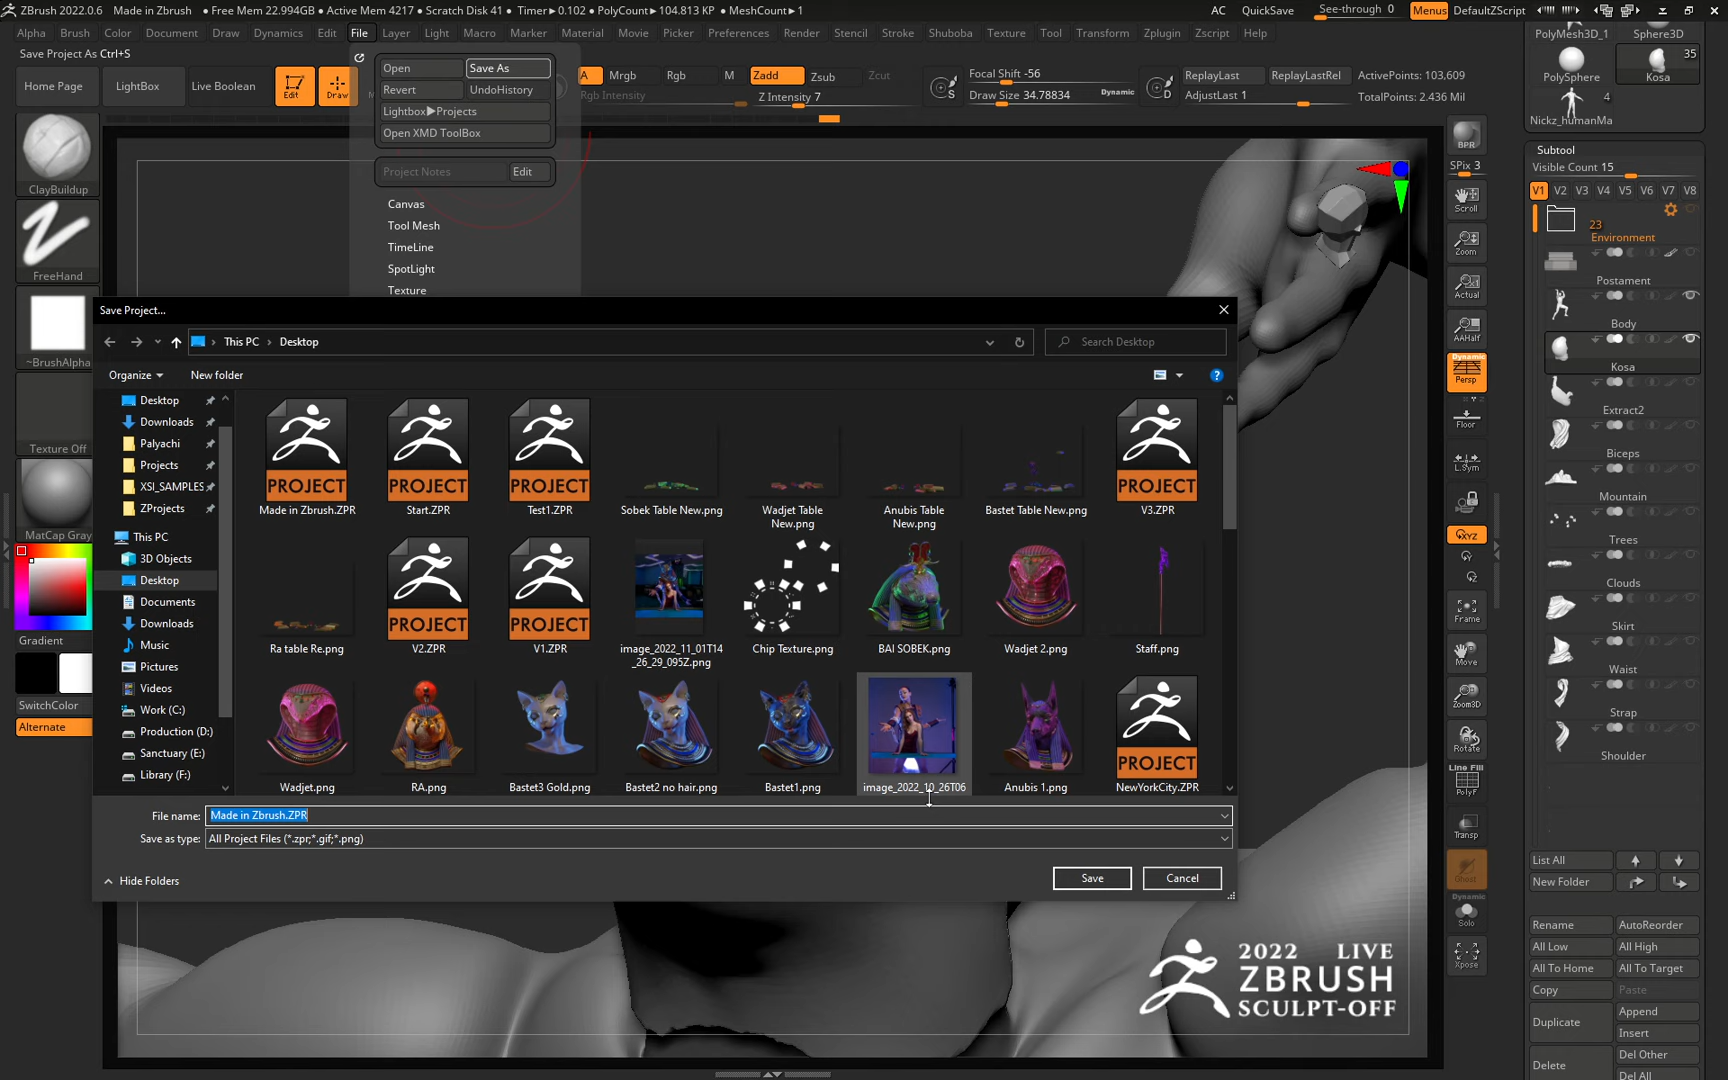 ZBrush 2022.0.6 Made in Zbrush • Free Mem 22.994GB • Active Mem 4217 • Scratch Disk 41 • Timer▶0.102 • PolyCount▶104.813 KP • MeshCount▶1 AC QuickSave See-through 0 Menus DefaultZScript
Alpha Brush Color Document Draw Dynamics Edit File Layer Light Macro Marker Material Movie Picker Preferences Render Stencil Stroke Shuboba Texture Tool Transform Zplugin Zscript Help
Save Project As Ctrl+S
Home Page LightBox Live Boolean Edit Draw
Open Save As
Revert UndoHistory
Lightbox▶Projects
Open XMD ToolBox
Project Notes Edit
Canvas
Tool Mesh
TimeLine
SpotLight
Texture
A Mrgb Rgb M Zadd Zsub Zcut
Rgb Intensity Z Intensity 7
S Focal Shift -56
Draw Size 34.78834 Dynamic
D ReplayLast ReplayLastRel
AdjustLast 1
ActivePoints: 103,609
TotalPoints: 2.436 Mil
ClayBuildup
FreeHand
~BrushAlpha
Texture Off
MatCap Gray
Gradient
SwitchColor
Alternate
Save Project...
This PC › Desktop
Search Desktop
Organize New folder
Desktop
Downloads
Palyachi
Projects
XSI_SAMPLES
ZProjects
This PC
3D Objects
Desktop
Documents
Downloads
Music
Pictures
Videos
Work (C:)
Production (D:)
Sanctuary (E:)
Library (F:)
PROJECT PROJECT PROJECT PROJECT
Made in Zbrush.ZPR Start.ZPR Test1.ZPR Sobek Table New.png Wadjet Table New.png Anubis Table New.png Bastet Table New.png V3.ZPR
PROJECT PROJECT
Ra table Re.png V2.ZPR V1.ZPR image_2022_11_01T14_26_29_095Z.png Chip Texture.png BAI SOBEK.png Wadjet 2.png Staff.png
PROJECT
Wadjet.png RA.png Bastet3 Gold.png Bastet2 no hair.png Bastet1.png image_2022_10_26T06 Anubis 1.png NewYorkCity.ZPR
File name: Made in Zbrush.ZPR
Save as type: All Project Files (*.zpr;*.gif;*.png)
Hide Folders
Save Cancel
2022 LIVE
ZBRUSH
SCULPT-OFF
BPR
SPix 3
Scroll
Zoom
Actual
AAHalf
Dynamic
Persp
Floor
L.Sym
XYZ
Frame
Move
Zoom3D
Rotate
Line Fill
PolyF
Transp
Ghost
Dynamic
Solo
Xpose
PolyMesh3D_1 Sphere3D
35
PolySphere Kosa
4
Nickz_humanMa
Subtool
Visible Count 15
V1 V2 V3 V4 V5 V6 V7 V8
23
Environment
Postament
Body
Kosa
Extract2
Biceps
Mountain
Trees
Clouds
Skirt
Waist
Strap
Shoulder
List All
New Folder
Rename AutoReorder
All Low All High
All To Home All To Target
Copy Paste
Duplicate Append
Insert
Delete Del Other
Del All